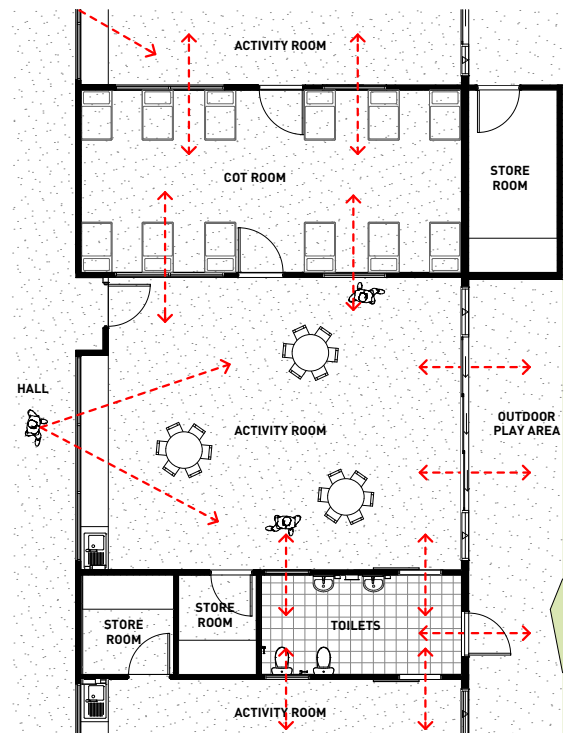 ACTIVITY ROOM
COT ROOM
STORE
ROOM
HALL
OUTDOOR
PLAY AREA
ACTIVITY ROOM
STORE
ROOM
STORE
ROOM
TOILETS
ACTIVITY ROOM